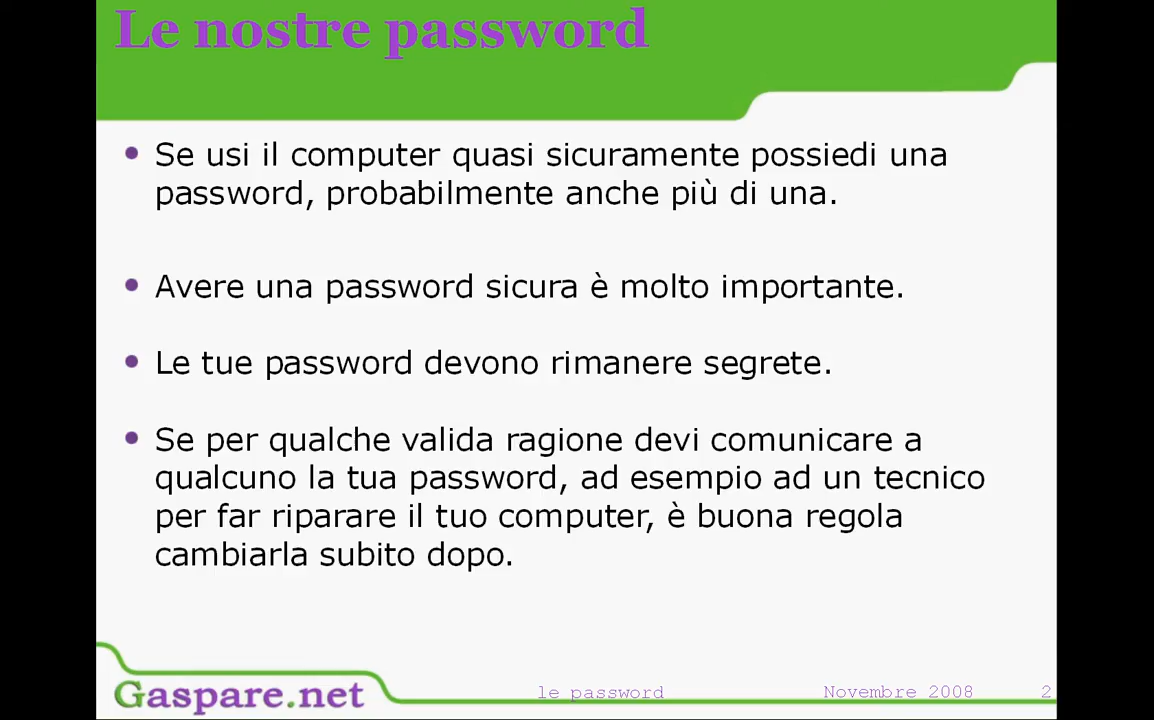 Le nostre password
• Se usi il computer quasi sicuramente possiedi una
password, probabilmente anche più di una.
• Avere una password sicura è molto importante.
• Le tue password devono rimanere segrete.
• Se per qualche valida ragione devi comunicare a
qualcuno la tua password, ad esempio ad un tecnico
per far riparare il tuo computer, è buona regola
cambiarla subito dopo.
Gaspare.net
le password
Novembre 2008
2